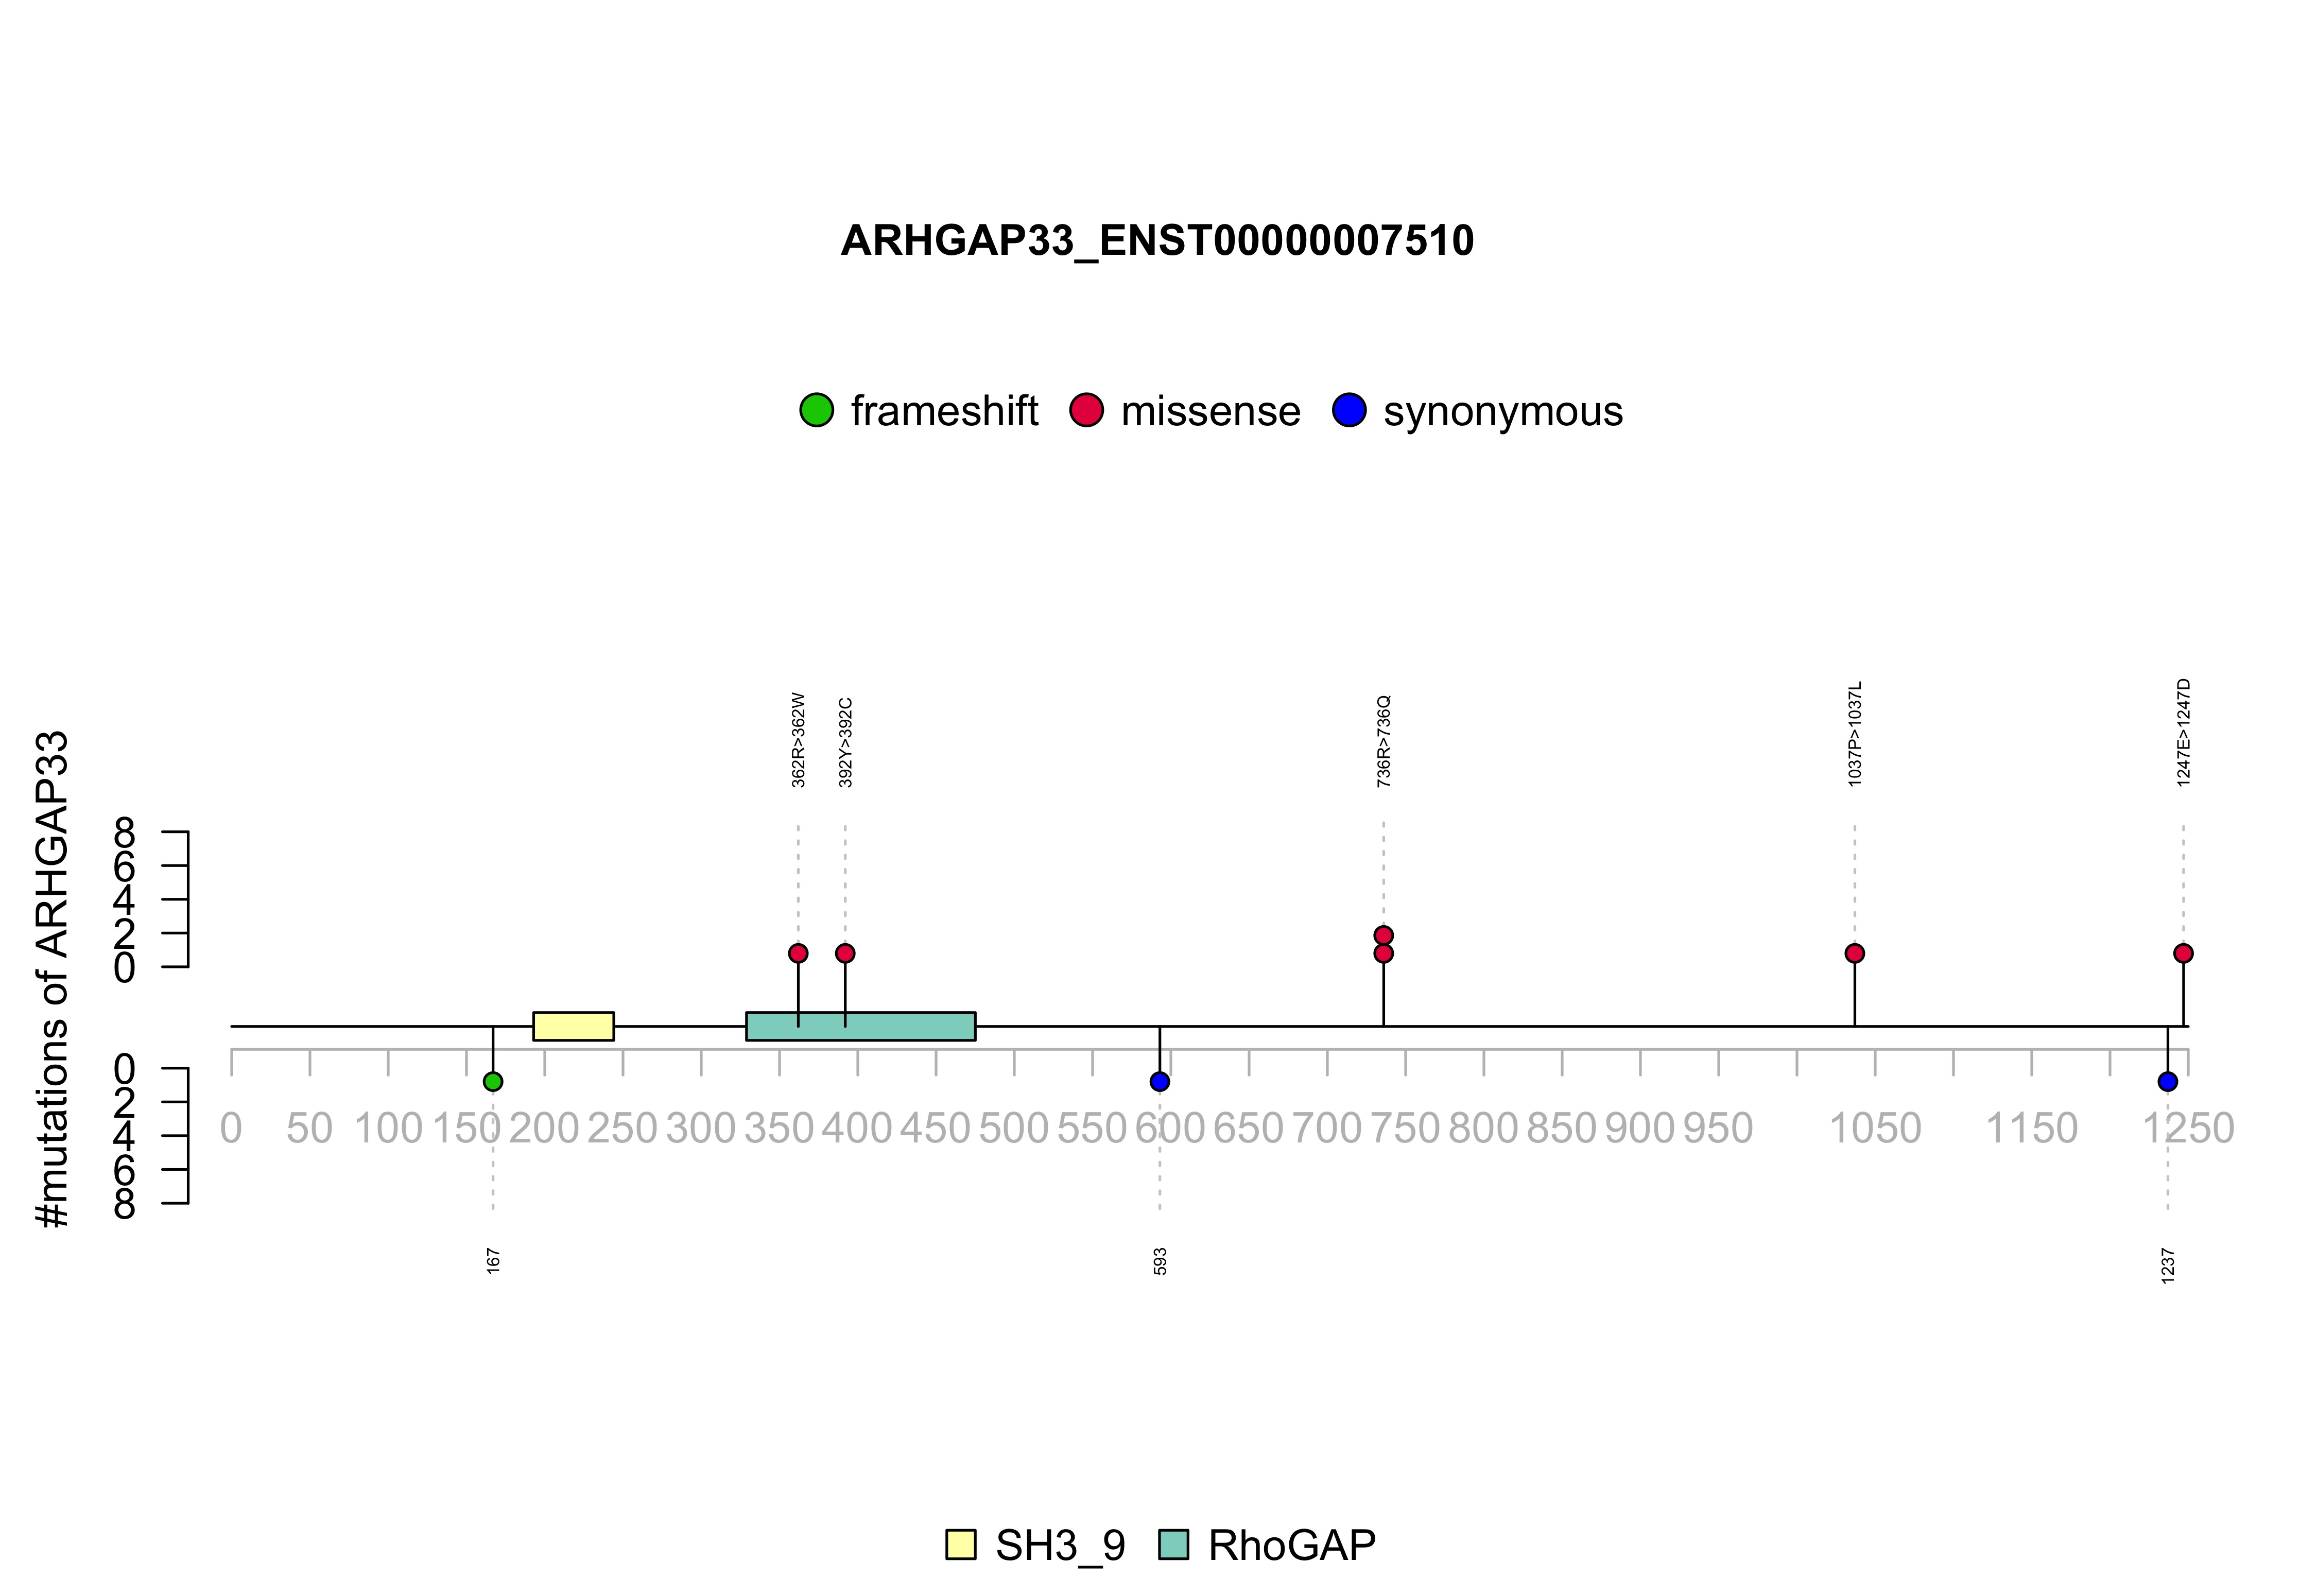 ARHGAP33_ENST00000007510
frameshift missense synonymous
#mutations of ARHGAP33
362R>362W
392Y>392C
736R>736Q
1037P>1037L
1247E>1247D
8
6
4
2
0
0
2
4
6
8
0 50 100 150 200 250 300 350 400 450 500 550 600 650 700 750 800 850 900 950 1050 1150 1250
167
593
1237
SH3_9 RhoGAP